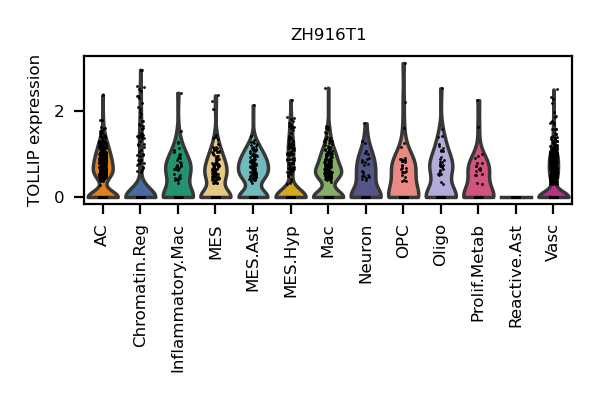 ZH916T1
TOLLIP expression
2
0
AC
Chromatin.Reg
Inflammatory.Mac
MES
MES.Ast
MES.Hyp
Mac
Neuron
OPC
Oligo
Prolif.Metab
Reactive.Ast
Vasc